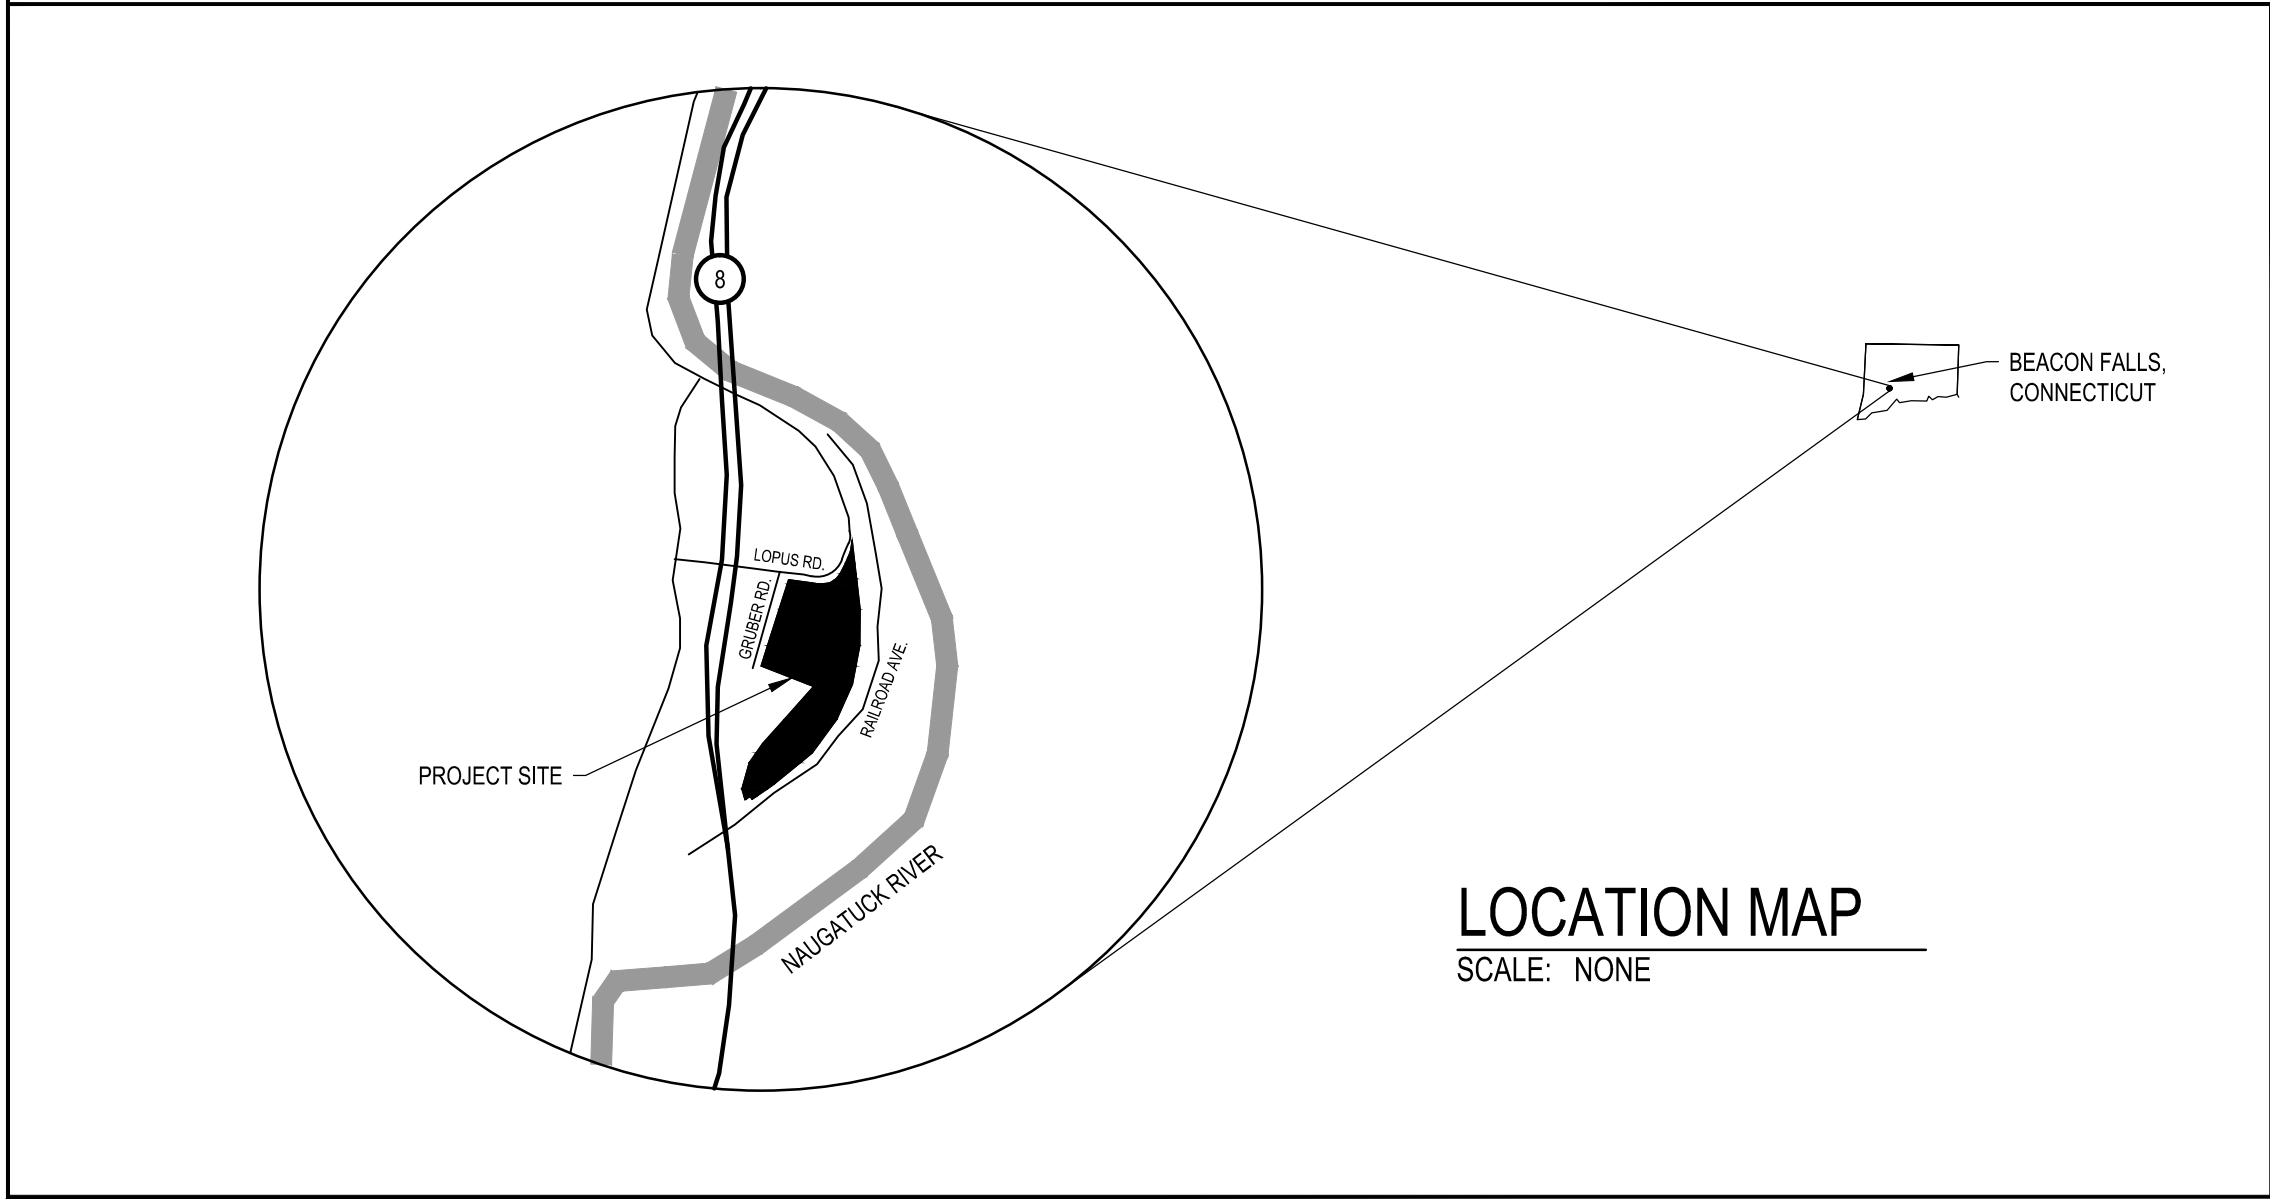 8
BEACON FALLS,
CONNECTICUT
LOPUS RD.
GRUBER RD.
RAILROAD AVE.
PROJECT SITE
NAUGATUCK RIVER
LOCATION MAP
SCALE: NONE